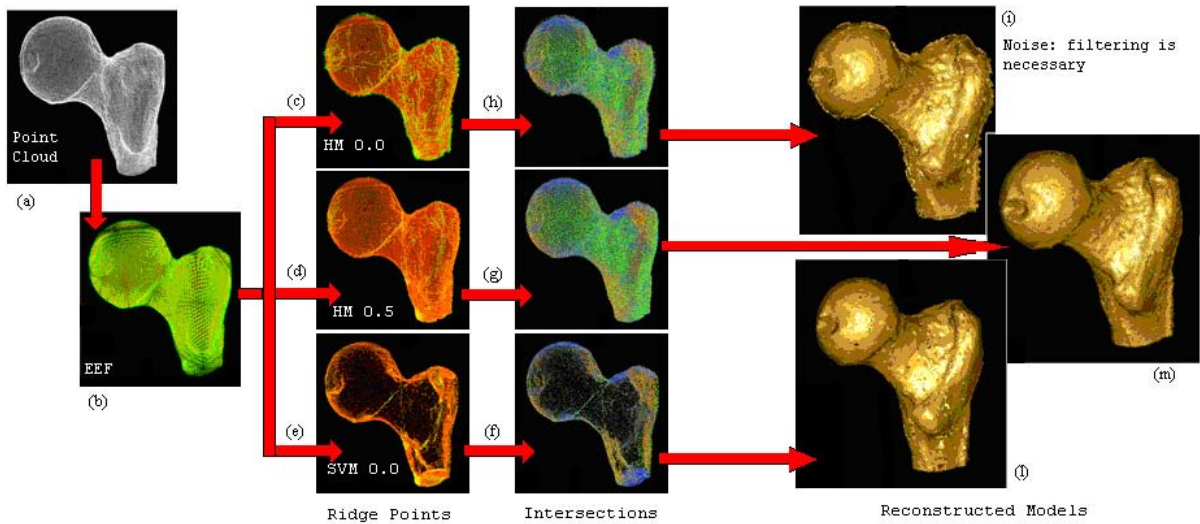 Point
Cloud
(a)
EEF
(b)
(c)
HM 0.0
(d)
HM 0.5
(e)
SVM 0.0
Ridge Points
(h)
(g)
(f)
Intersections
(i)
Noise: filtering is
necessary
(m)
(l)
Reconstructed Models